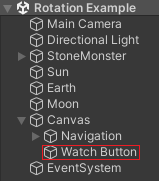 Rotation Example
Main Camera
Directional Light
StoneMonster
Sun
Earth
Moon
Canvas
Navigation
Watch Button
EventSystem